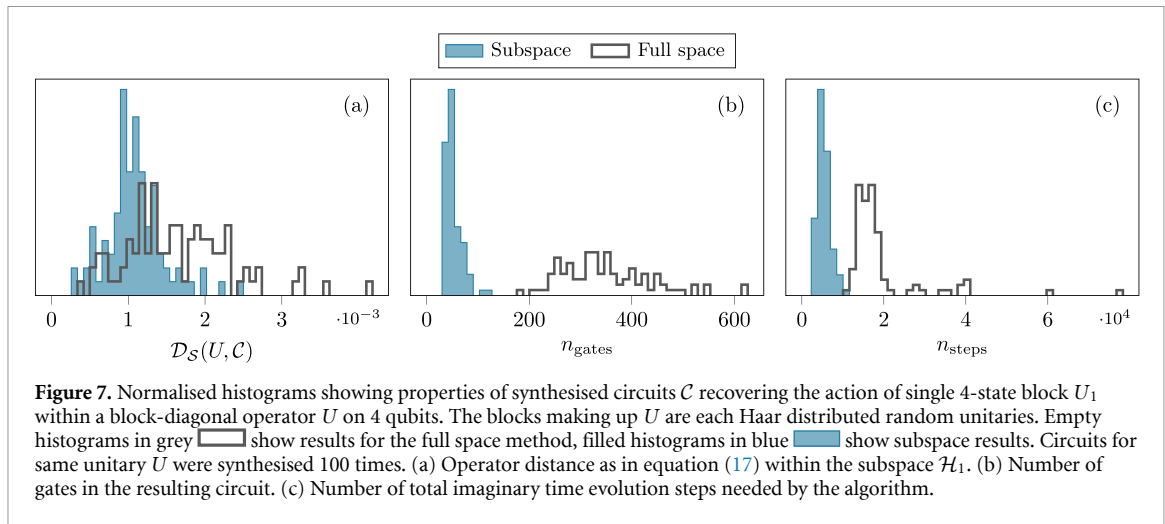 Subspace Full space
(a) (b) (c)
0 1 2 3 ·10⁻³ 0 200 400 600 0 2 4 6 ·10⁴
𝒟_𝒮(U, 𝒞) n_gates n_steps
Figure 7. Normalised histograms showing properties of synthesised circuits 𝒞 recovering the action of single 4-state block U₁
within a block-diagonal operator U on 4 qubits. The blocks making up U are each Haar distributed random unitaries. Empty
histograms in grey show results for the full space method, filled histograms in blue show subspace results. Circuits for
same unitary U were synthesised 100 times. (a) Operator distance as in equation (17) within the subspace ℋ₁. (b) Number of
gates in the resulting circuit. (c) Number of total imaginary time evolution steps needed by the algorithm.